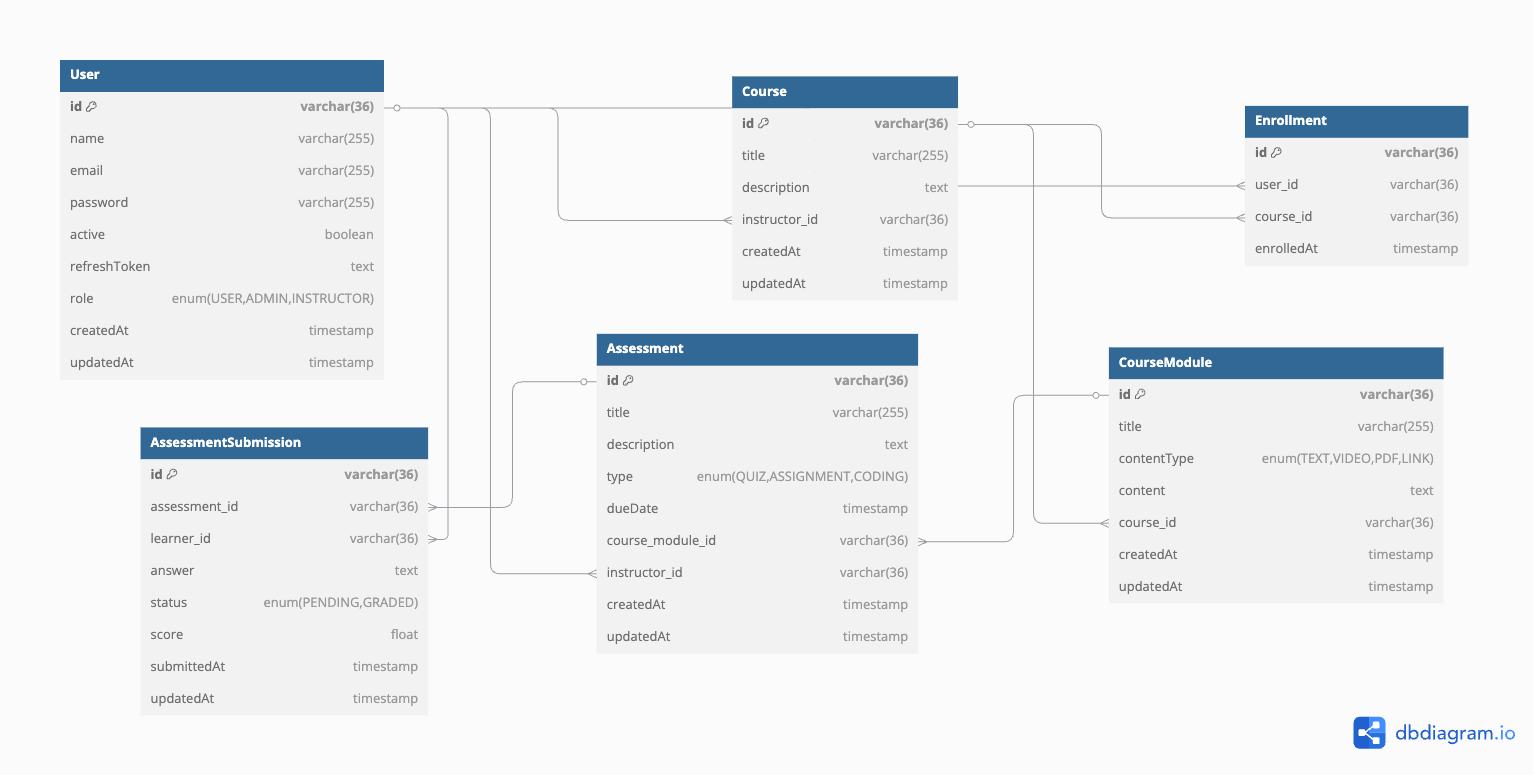 User
id varchar(36)
name varchar(255)
email varchar(255)
password varchar(255)
active boolean
refreshToken text
role enum(USER,ADMIN,INSTRUCTOR)
createdAt timestamp
updatedAt timestamp
Course
id varchar(36)
title varchar(255)
description text
instructor_id varchar(36)
createdAt timestamp
updatedAt timestamp
Enrollment
id varchar(36)
user_id varchar(36)
course_id varchar(36)
enrolledAt timestamp
AssessmentSubmission
id varchar(36)
assessment_id varchar(36)
learner_id varchar(36)
answer text
status enum(PENDING,GRADED)
score float
submittedAt timestamp
updatedAt timestamp
Assessment
id varchar(36)
title varchar(255)
description text
type enum(QUIZ,ASSIGNMENT,CODING)
dueDate timestamp
course_module_id varchar(36)
instructor_id varchar(36)
createdAt timestamp
updatedAt timestamp
CourseModule
id varchar(36)
title varchar(255)
contentType enum(TEXT,VIDEO,PDF,LINK)
content text
course_id varchar(36)
createdAt timestamp
updatedAt timestamp
dbdiagram.io